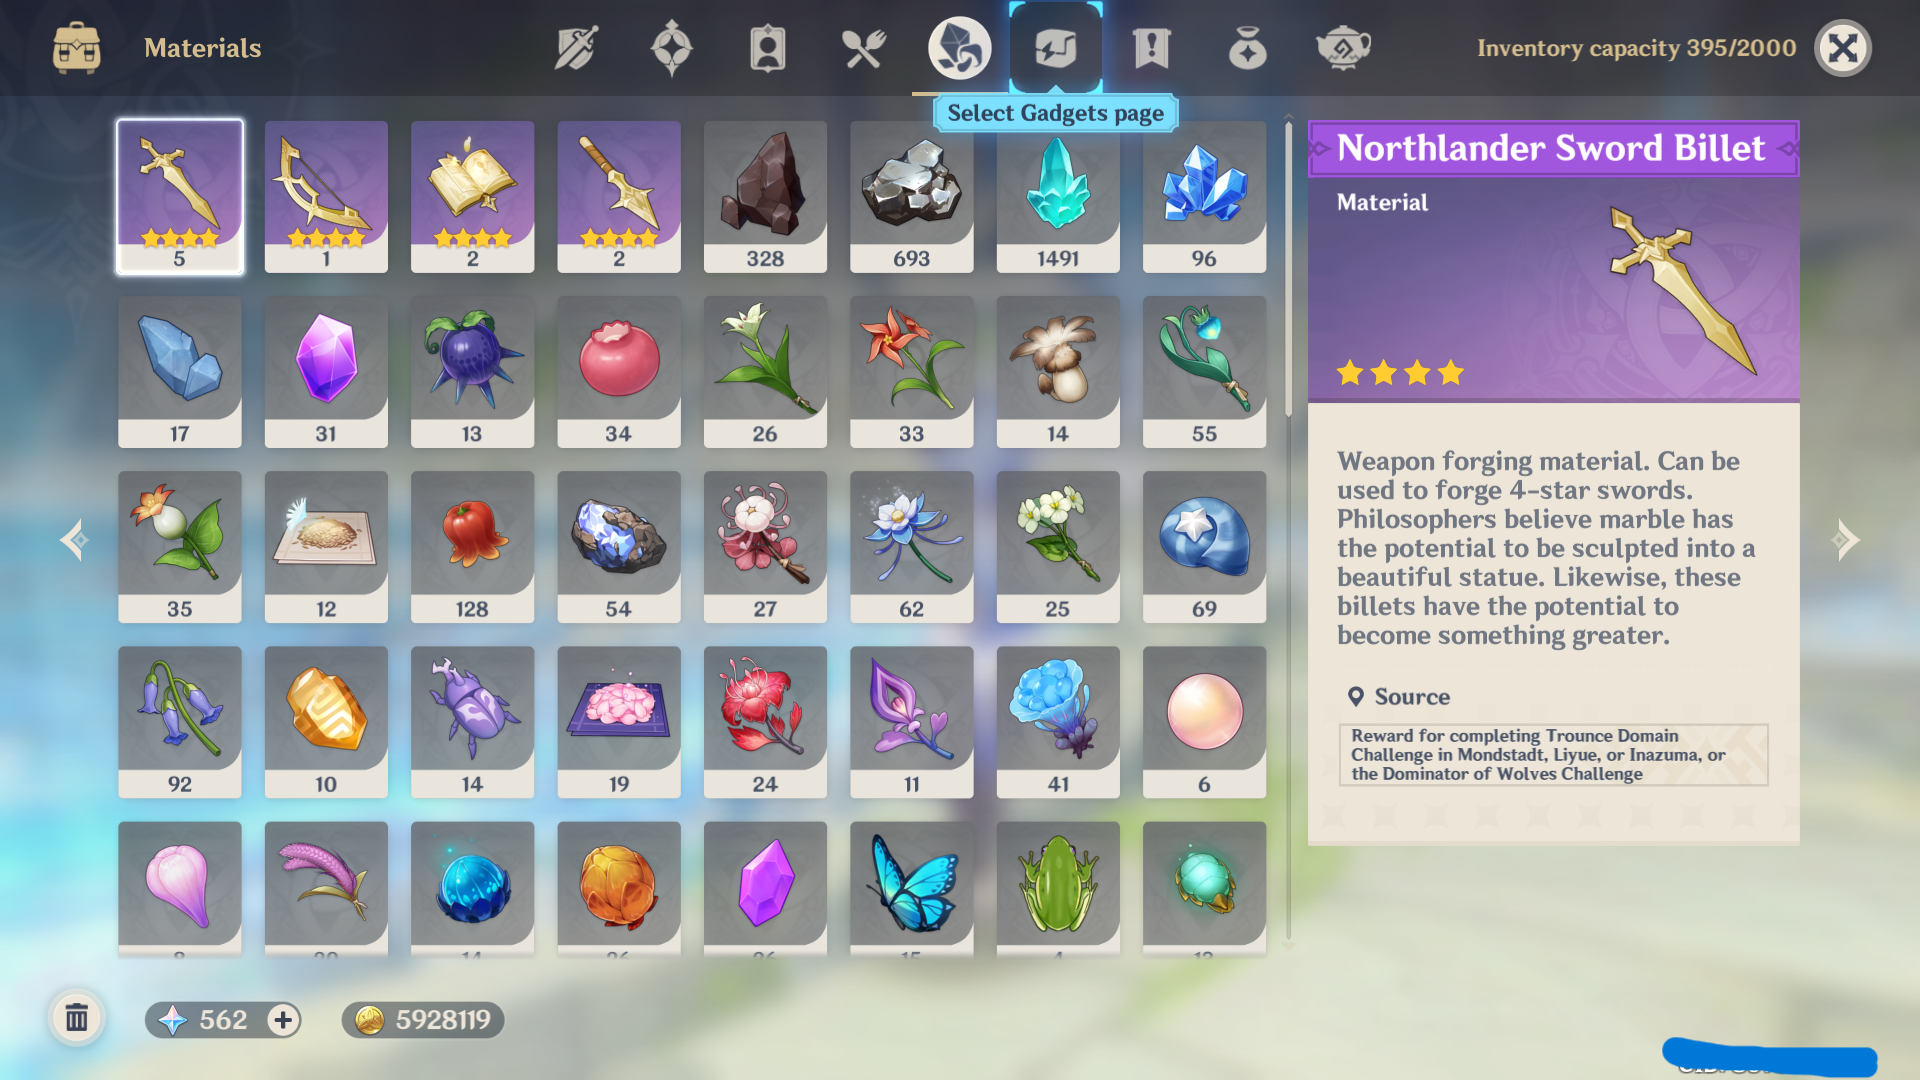 Materials
Inventory capacity 395/2000
Select Gadgets page
5
1
2
2
328
693
1491
96
17
31
13
34
26
33
14
55
35
12
128
54
27
62
25
69
92
10
14
19
24
11
41
6
Northlander Sword Billet
Material
Weapon forging material. Can be
used to forge 4-star swords.
Philosophers believe marble has
the potential to be sculpted into a
beautiful statue. Likewise, these
billets have the potential to
become something greater.
Source
Reward for completing Trounce Domain
Challenge in Mondstadt, Liyue, or Inazuma, or
the Dominator of Wolves Challenge
562
5928119